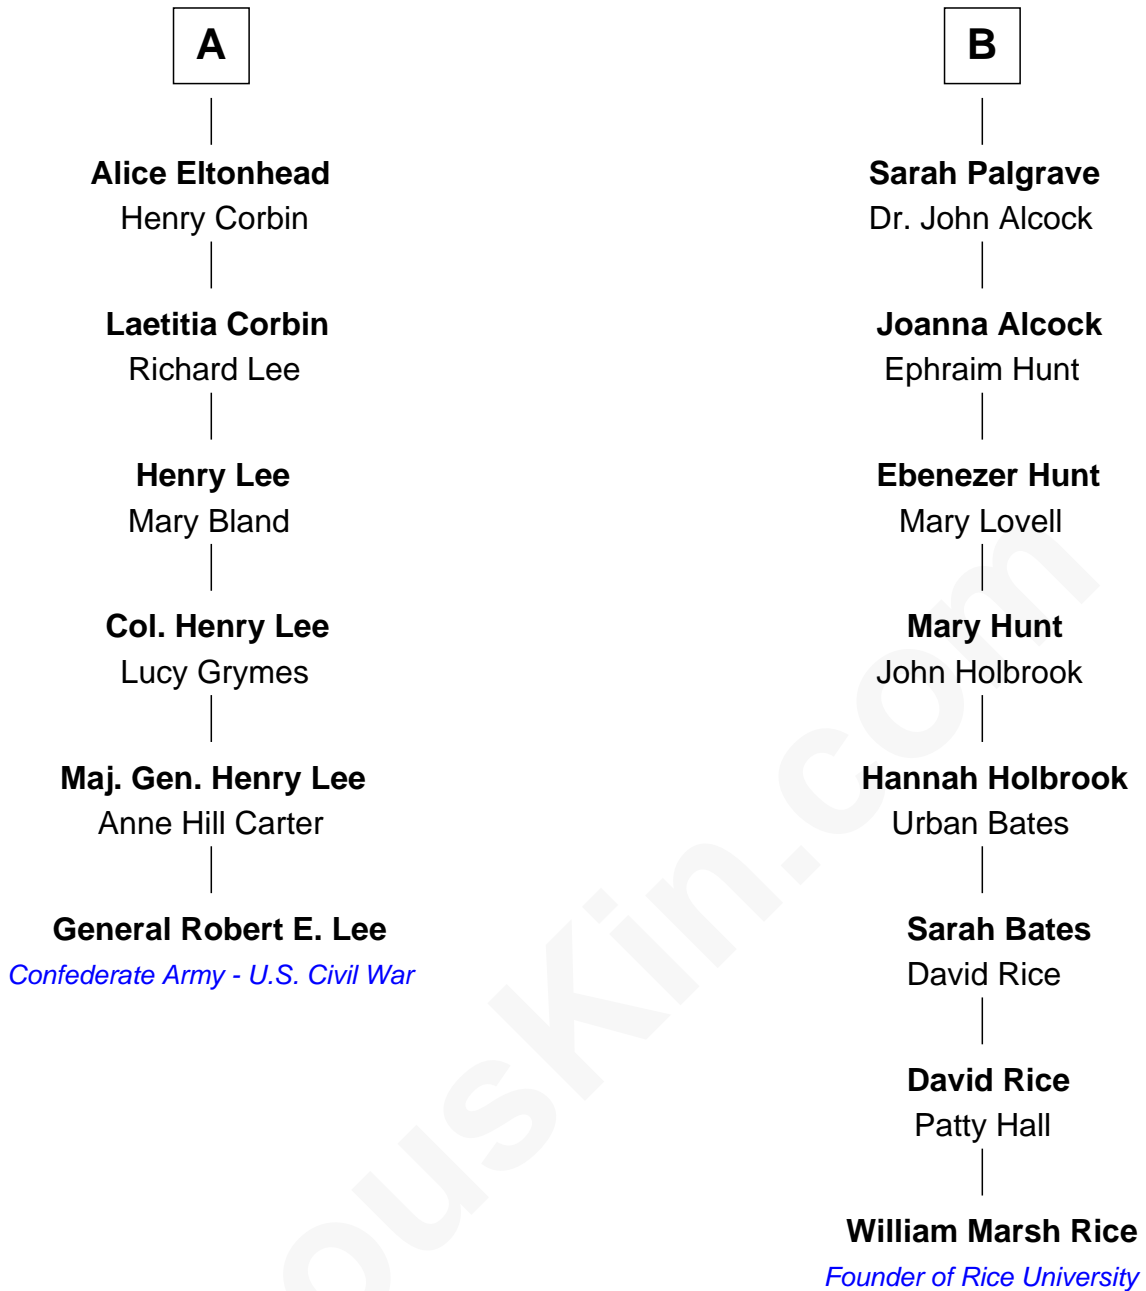 A
Alice Eltonhead
Henry Corbin
Laetitia Corbin
Richard Lee
Henry Lee
Mary Bland
Col. Henry Lee
Lucy Grymes
Maj. Gen. Henry Lee
Anne Hill Carter
General Robert E. Lee
Confederate Army - U.S. Civil War
B
Sarah Palgrave
Dr. John Alcock
Joanna Alcock
Ephraim Hunt
Ebenezer Hunt
Mary Lovell
Mary Hunt
John Holbrook
Hannah Holbrook
Urban Bates
Sarah Bates
David Rice
David Rice
Patty Hall
William Marsh Rice
Founder of Rice University
ousKin.com